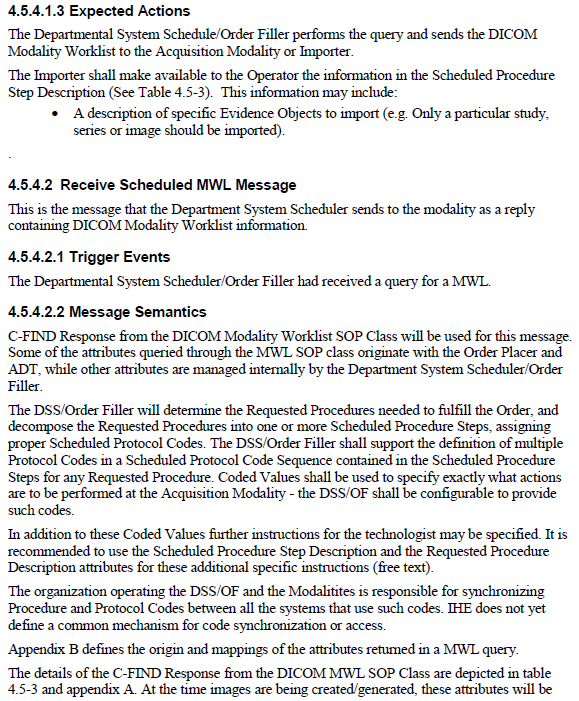 4.5.4.1.3 Expected Actions
The Departmental System Schedule/Order Filler performs the query and sends the DICOM
Modality Worklist to the Acquisition Modality or Importer.
The Importer shall make available to the Operator the information in the Scheduled Procedure
Step Description (See Table 4.5-3). This information may include:
• A description of specific Evidence Objects to import (e.g. Only a particular study,
series or image should be imported).
.
4.5.4.2 Receive Scheduled MWL Message
This is the message that the Department System Scheduler sends to the modality as a reply
containing DICOM Modality Worklist information.
4.5.4.2.1 Trigger Events
The Departmental System Scheduler/Order Filler had received a query for a MWL.
4.5.4.2.2 Message Semantics
C-FIND Response from the DICOM Modality Worklist SOP Class will be used for this message.
Some of the attributes queried through the MWL SOP class originate with the Order Placer and
ADT, while other attributes are managed internally by the Department System Scheduler/Order
Filler.
The DSS/Order Filler will determine the Requested Procedures needed to fulfill the Order, and
decompose the Requested Procedures into one or more Scheduled Procedure Steps, assigning
proper Scheduled Protocol Codes. The DSS/Order Filler shall support the definition of multiple
Protocol Codes in a Scheduled Protocol Code Sequence contained in the Scheduled Procedure
Steps for any Requested Procedure. Coded Values shall be used to specify exactly what actions
are to be performed at the Acquisition Modality - the DSS/OF shall be configurable to provide
such codes.
In addition to these Coded Values further instructions for the technologist may be specified. It is
recommended to use the Scheduled Procedure Step Description and the Requested Procedure
Description attributes for these additional specific instructions (free text).
The organization operating the DSS/OF and the Modalitites is responsible for synchronizing
Procedure and Protocol Codes between all the systems that use such codes. IHE does not yet
define a common mechanism for code synchronization or access.
Appendix B defines the origin and mappings of the attributes returned in a MWL query.
The details of the C-FIND Response from the DICOM MWL SOP Class are depicted in table
4.5-3 and appendix A. At the time images are being created/generated, these attributes will be